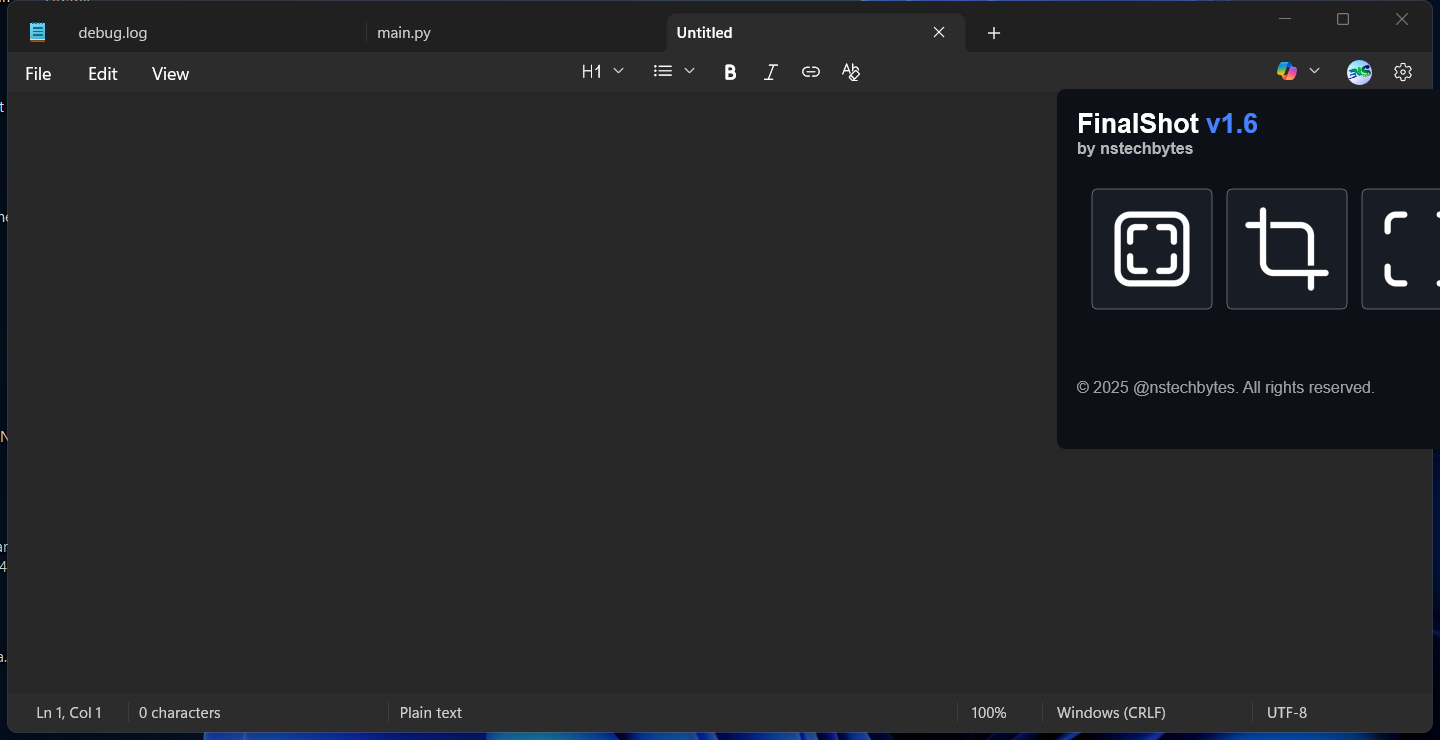 debug.log
main.py
Untitled
File
Edit
View
H1
B
I
FinalShot v1.6
by nstechbytes
© 2025 @nstechbytes. All rights reserved.
Ln 1, Col 1
0 characters
Plain text
100%
Windows (CRLF)
UTF-8